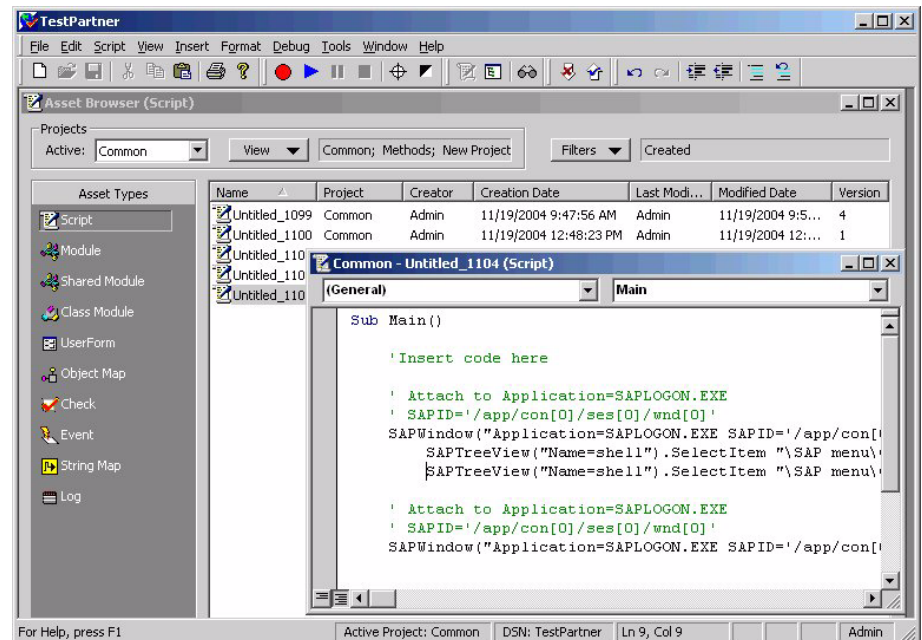 TestPartner
File Edit Script View Insert Format Debug Tools Window Help
Asset Browser (Script)
Projects
Active: Common View Common; Methods; New Project Filters Created
Asset Types
Script
Module
Shared Module
Class Module
UserForm
Object Map
Check
Event
String Map
Log
Name Project Creator Creation Date Last Modi... Modified Date Version
Untitled_1099 Common Admin 11/19/2004 9:47:56 AM Admin 11/19/2004 9:5... 4
Untitled_1100 Common Admin 11/19/2004 12:48:23 PM Admin 11/19/2004 12:... 1
Untitled_110
Untitled_110
Untitled_110
Common - Untitled_1104 (Script)
(General) Main
Sub Main()
'Insert code here
' Attach to Application=SAPLOGON.EXE
' SAPID='/app/con[0]/ses[0]/wnd[0]'
SAPWindow("Application=SAPLOGON.EXE SAPID='/app/con[
SAPTreeView("Name=shell").SelectItem "\SAP menu\
SAPTreeView("Name=shell").SelectItem "\SAP menu\
' Attach to Application=SAPLOGON.EXE
' SAPID='/app/con[0]/ses[0]/wnd[0]'
SAPWindow("Application=SAPLOGON.EXE SAPID='/app/con[
For Help, press F1 Active Project: Common DSN: TestPartner Ln 9, Col 9 Admin